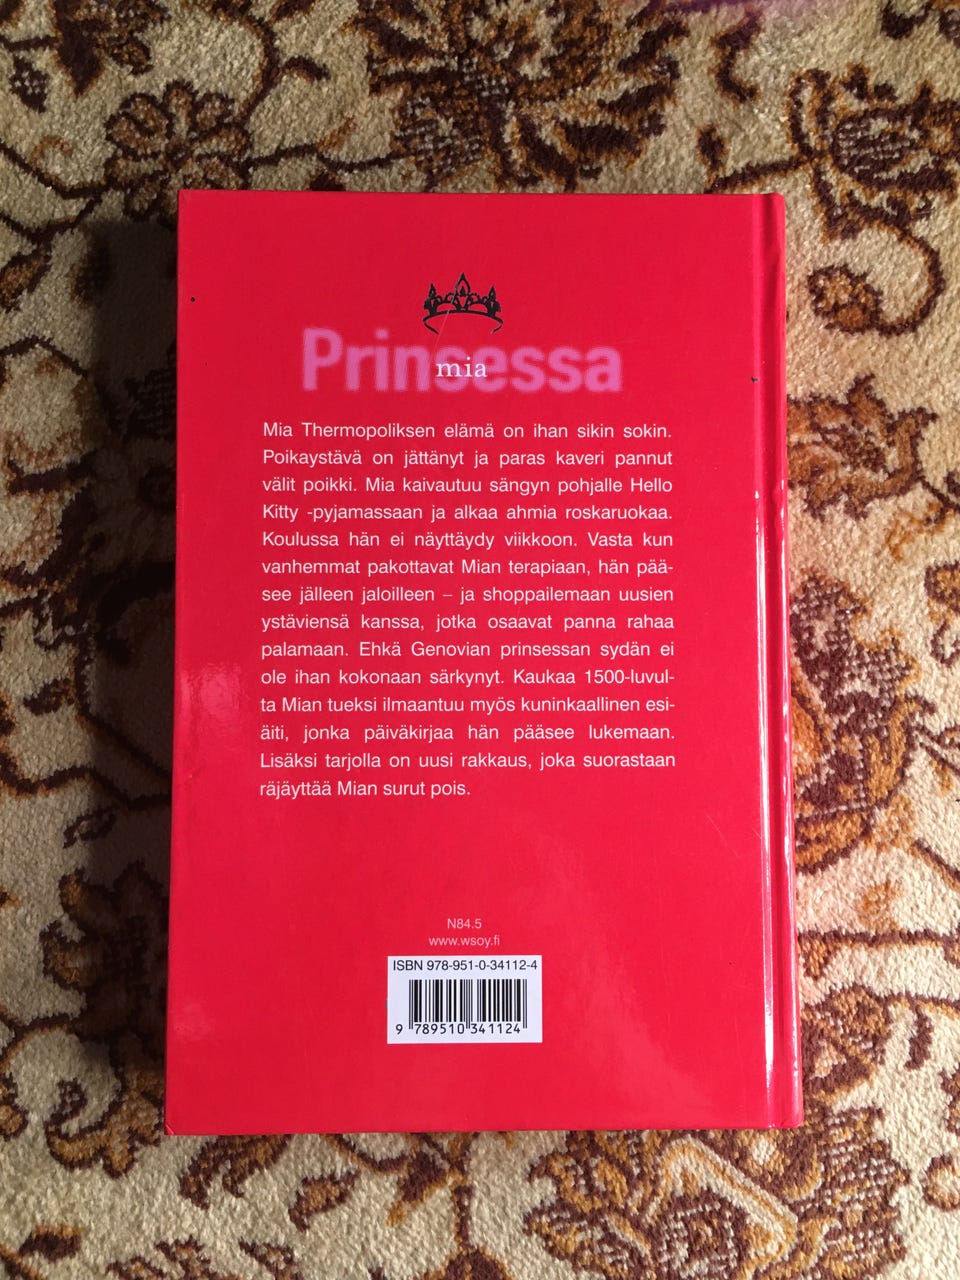 Prinsessa
mia
Mia Thermopoliksen elämä on ihan sikin sokin.
Poikaystävä on jättänyt ja paras kaveri pannut
välit poikki. Mia kaivautuu sängyn pohjalle Hello
Kitty -pyjamassaan ja alkaa ahmia roskaruokaa.
Koulussa hän ei näyttäydy viikkoon. Vasta kun
vanhemmat pakottavat Mian terapiaan, hän pää-
see jälleen jaloilleen – ja shoppailemaan uusien
ystäviensä kanssa, jotka osaavat panna rahaa
palamaan. Ehkä Genovian prinsessan sydän ei
ole ihan kokonaan särkynyt. Kaukaa 1500-luvul-
ta Mian tueksi ilmaantuu myös kuninkaallinen esi-
äiti, jonka päiväkirjaa hän pääsee lukemaan.
Lisäksi tarjolla on uusi rakkaus, joka suorastaan
räjäyttää Mian surut pois.
N84.5
www.wsoy.fi
ISBN 978-951-0-34112-4
9 789510 341124